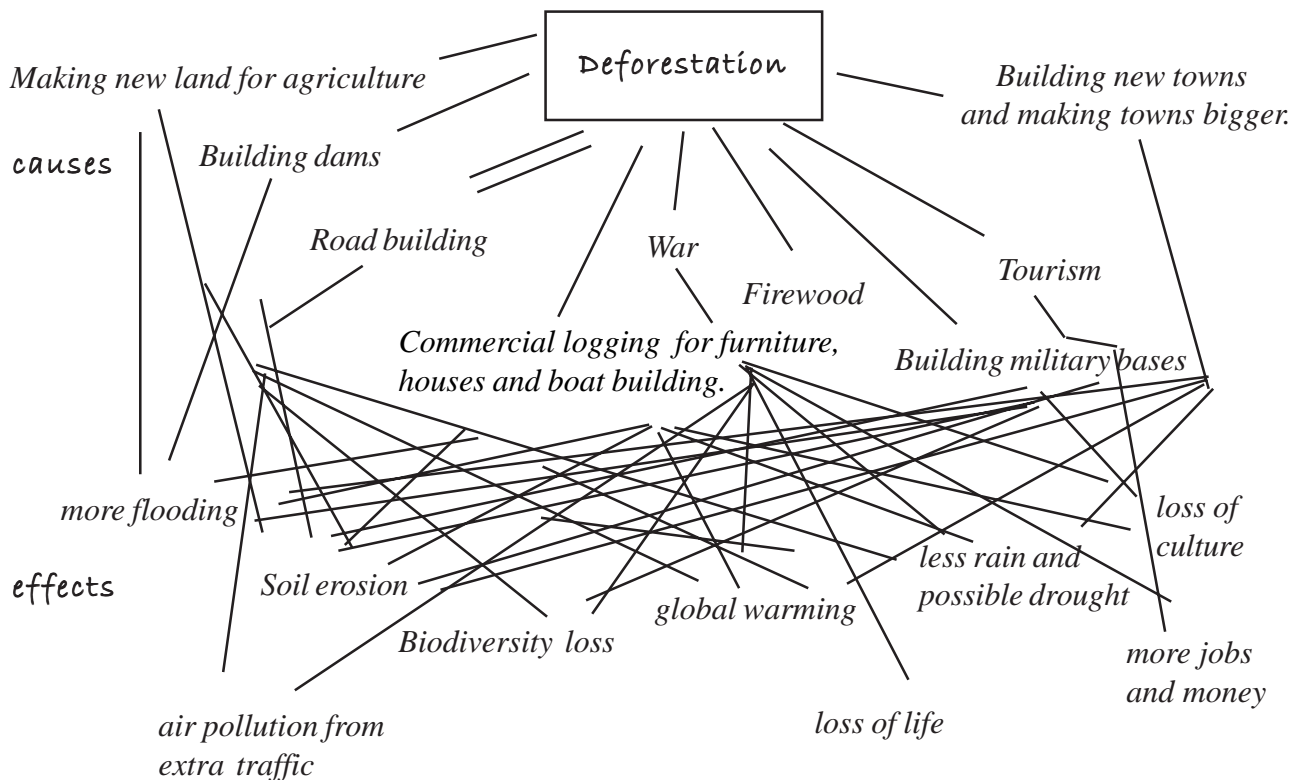 Deforestation
Making new land for agriculture
Building new towns
and making towns bigger.
causes
Building dams
Road building
War
Tourism
Firewood
Commercial logging for furniture,
houses and boat building.
Building military bases
more flooding
loss of
culture
effects
Soil erosion
less rain and
possible drought
global warming
Biodiversity loss
more jobs
and money
air pollution from
extra traffic
loss of life